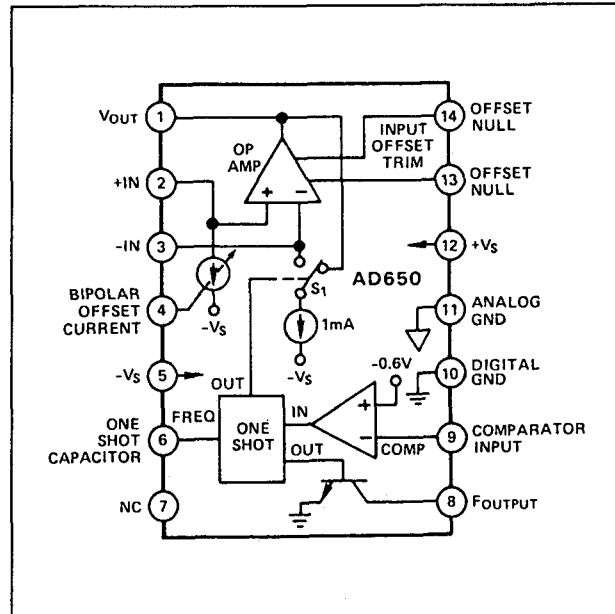 VOUT 1
+IN 2
-IN 3
BIPOLAR
OFFSET
CURRENT 4
-VS 5
ONE
SHOT
CAPACITOR 6
NC 7
OP
AMP
+ −
INPUT
OFFSET
TRIM
-VS
S1
AD650
1mA
-VS
OUT
FREQ
ONE
SHOT
IN
OUT
-0.6V
+
−
COMP
14 OFFSET
NULL
13 OFFSET
NULL
12 +VS
11 ANALOG
GND
10 DIGITAL
GND
9 COMPARATOR
INPUT
8 FOUTPUT